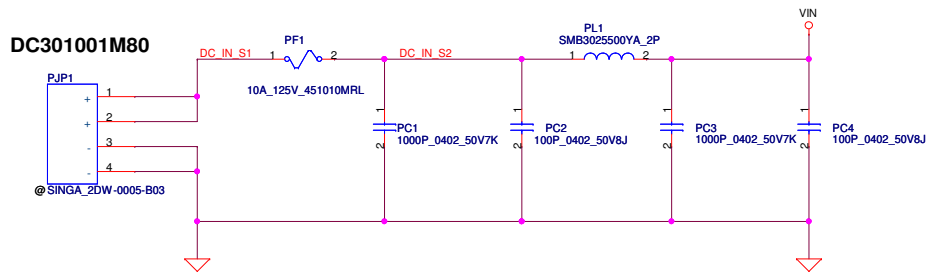 VIN
PL1
SMB3025500YA_2P
DC301001M80
DC_IN_S1
PF1
DC_IN_S2
1
2
1
2
10A_125V_451010MRL
PJP1
+
1
+
2
-
3
-
4
@SINGA_2DW-0005-B03
1
2
PC1
1000P_0402_50V7K
1
2
PC2
100P_0402_50V8J
1
2
PC3
1000P_0402_50V7K
1
2
PC4
100P_0402_50V8J